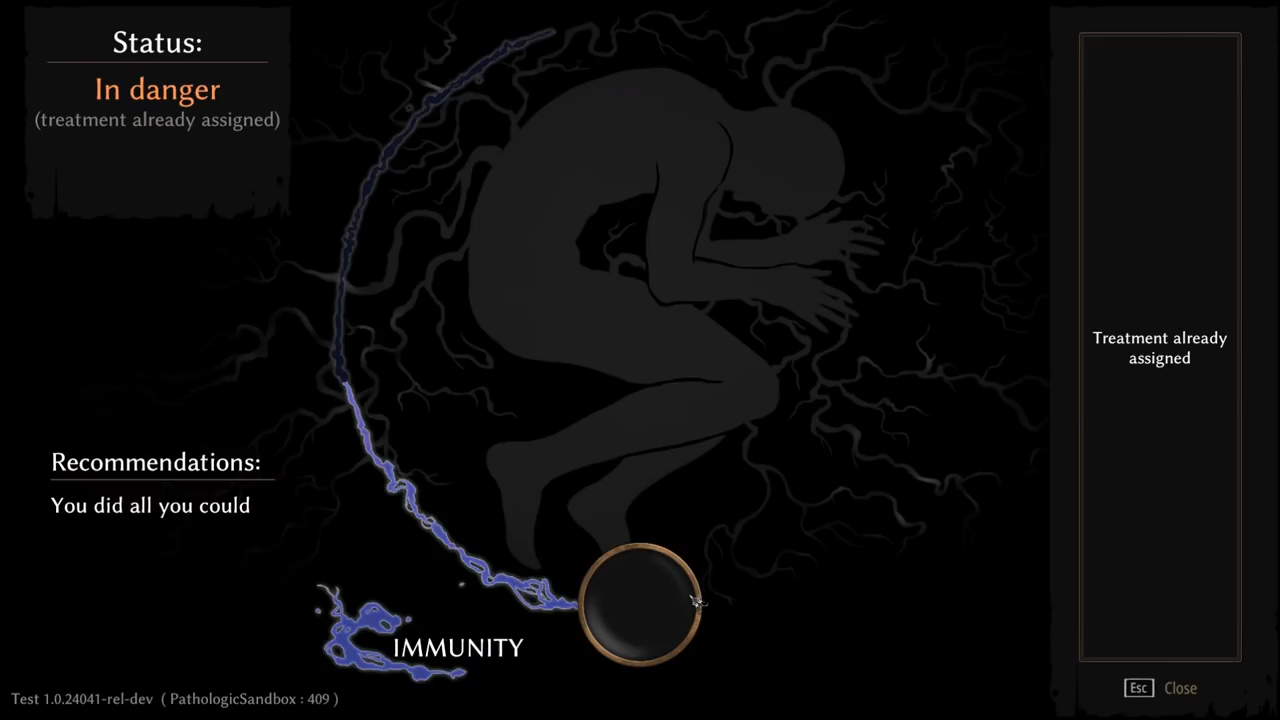 Status:
In danger
(treatment already assigned)
Treatment already
assigned
Recommendations:
You did all you could
IMMUNITY
Test 1.0.24041-rel-dev ( PathologicSandbox : 409 )
Esc Close